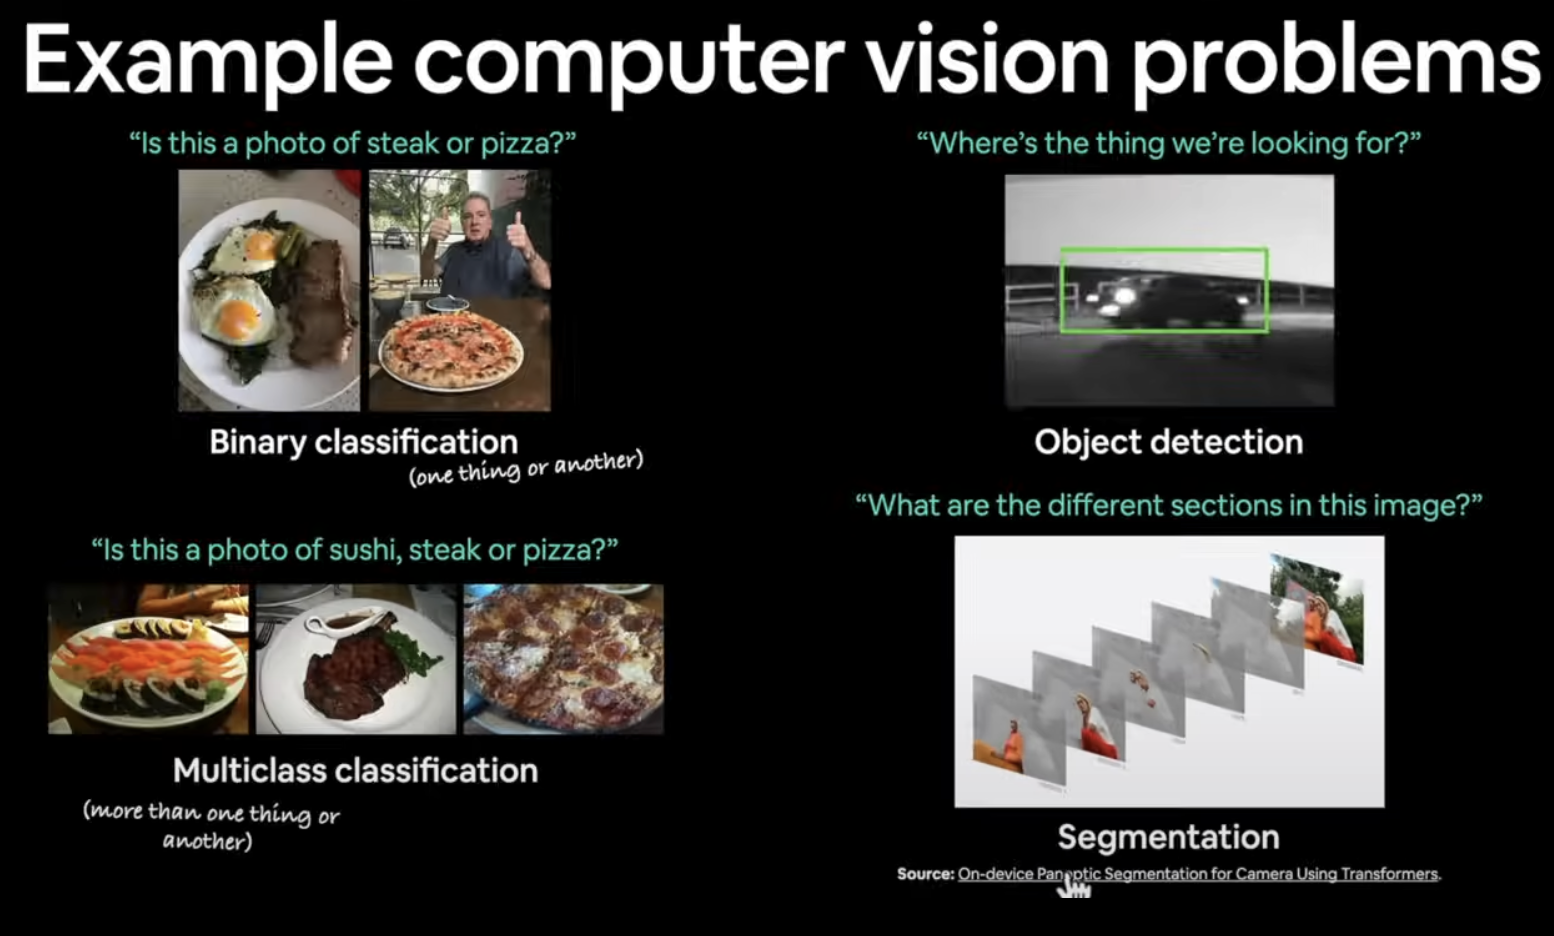 Example computer vision problems
“Is this a photo of steak or pizza?”
Binary classification
(one thing or another)
“Is this a photo of sushi, steak or pizza?”
Multiclass classification
(more than one thing or
another)
“Where’s the thing we’re looking for?”
Object detection
“What are the different sections in this image?”
Segmentation
Source: On-device Panoptic Segmentation for Camera Using Transformers.